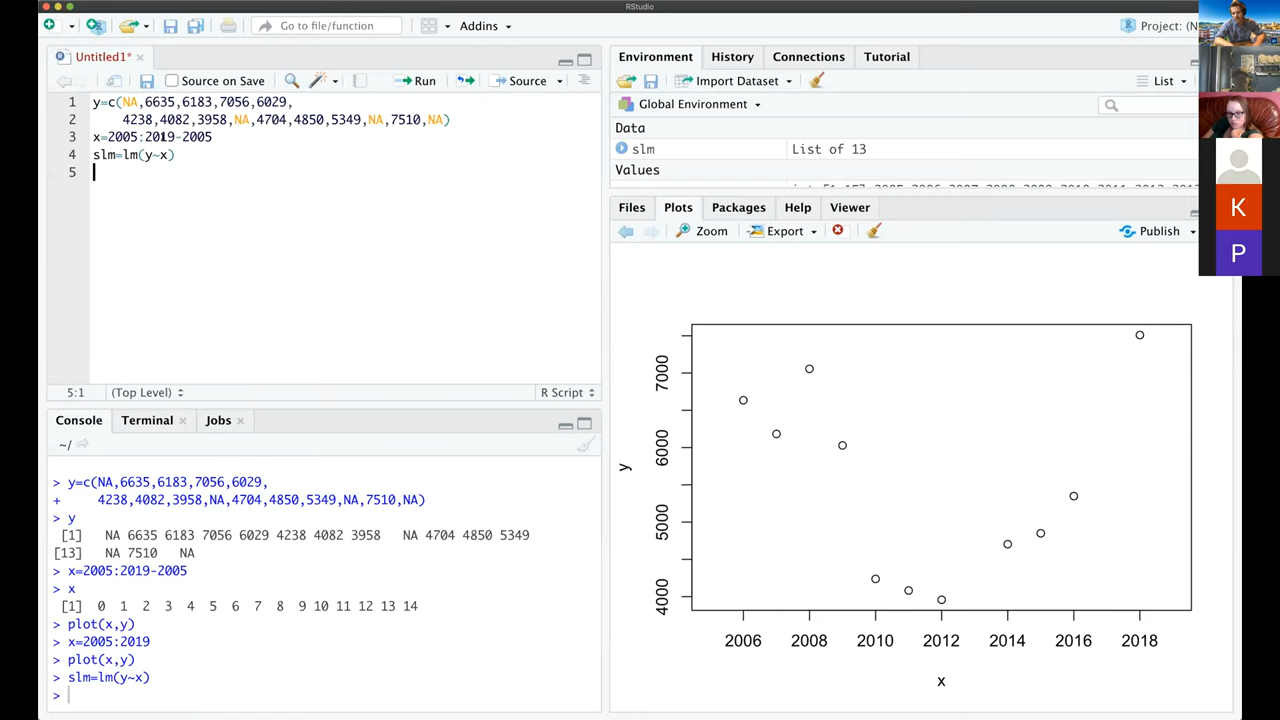 RStudio
Go to file/function
Addins
Project: (N
Untitled1*
Source on Save
Run
Source
1 y=c(NA,6635,6183,7056,6029,
2 4238,4082,3958,NA,4704,4850,5349,NA,7510,NA)
3 x=2005:2019-2005
4 slm=lm(y~x)
5
5:1 (Top Level) R Script
Console Terminal Jobs
~/
> y=c(NA,6635,6183,7056,6029,
+ 4238,4082,3958,NA,4704,4850,5349,NA,7510,NA)
> y
[1] NA 6635 6183 7056 6029 4238 4082 3958 NA 4704 4850 5349
[13] NA 7510 NA
> x=2005:2019-2005
> x
[1] 0 1 2 3 4 5 6 7 8 9 10 11 12 13 14
> plot(x,y)
> x=2005:2019
> plot(x,y)
> slm=lm(y~x)
>
Environment History Connections Tutorial
Import Dataset
List
Global Environment
Data
slm List of 13
Values
Files Plots Packages Help Viewer
Zoom Export Publish
7000
6000
5000
4000
y
2006 2008 2010 2012 2014 2016 2018
x
K
P